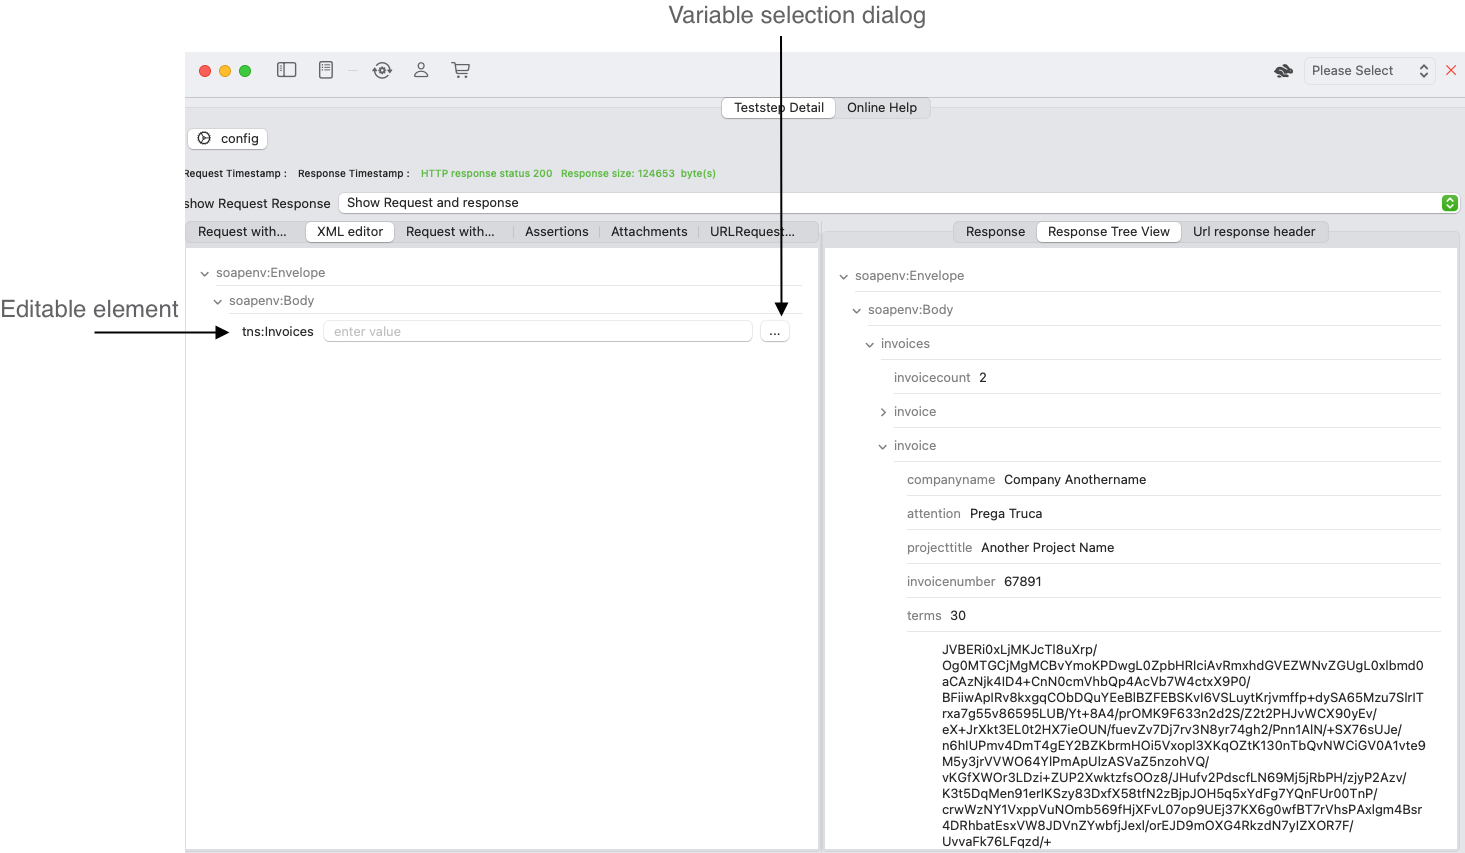 Variable selection dialog
Please Select
Teststep Detail Online Help
config
Request Timestamp : Response Timestamp : HTTP response status 200 Response size: 124653 byte(s)
show Request Response Show Request and response
Request with... XML editor Request with... Assertions Attachments URLRequest...
Response Response Tree View Url response header
soapenv:Envelope
soapenv:Body
Editable element
tns:Invoices enter value ...
soapenv:Envelope
soapenv:Body
invoices
invoicecount 2
invoice
invoice
companyname Company Anothername
attention Prega Truca
projecttitle Another Project Name
invoicenumber 67891
terms 30
JVBERi0xLjMKJcTl8uXrp/
Og0MTGCjMgMCBvYmoKPDwgL0ZpbHRlciAvRmxhdGVEZWNvZGUgL0xlbmd0
aCAzNjk4ID4+CnN0cmVhbQp4AcVb7W4ctxX9P0/
BFiiwApIRv8kxgqCObDQuYEeBlBZFEBSKvI6VSLuytKrjvmffp+dySA65Mzu7SlrIT
rxa7g55v86595LUB/Yt+8A4/prOMK9F633n2d2S/Z2t2PHJvWCX90yEv/
eX+JrXkt3EL0t2HX7ieOUN/fuevZv7Dj7rv3N8yr74gh2/Pnn1AlN/+SX76sUJe/
n6hlUPmv4DmT4gEY2BZKbrmHOi5Vxopl3XKqOZtK130nTbQvNWCiGV0A1vte9
M5y3jrVVWO64YlPmApUlzASVaZ5nzohVQ/
vKGfXWOr3LDzi+ZUP2XwktzfsOOz8/JHufv2PdscfLN69Mj5jRbPH/zjyP2Azv/
K3t5DqMen91erlKSzy83DxfX58tfN2zBjpJOH5q5xYdFg7YQnFUr00TnP/
crwWzNY1VxppVuNOmb569fHjXFvL07op9UEj37KX6g0wfBT7rVhsPAxlgm4Bsr
4DRhbatEsxVW8JDVnZYwbfjJexl/orEJD9mOXG4RkzdN7ylZXOR7F/
UvvaFk76LFqzd/+